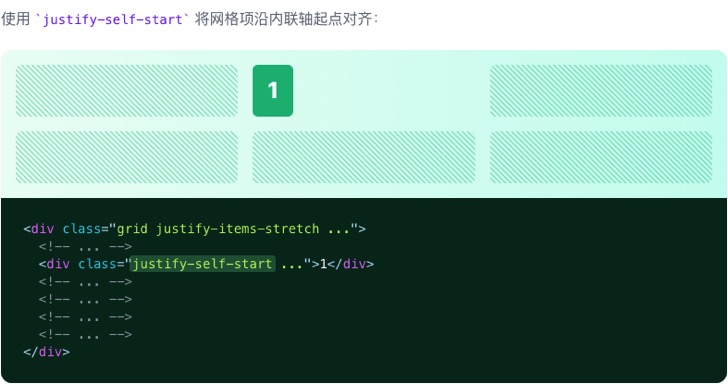 使用 `justify-self-start` 将网格项沿内联轴起点对齐：
1
<div class="grid justify-items-stretch ...">
  <!-- ... -->
  <div class="justify-self-start ...">1</div>
  <!-- ... -->
  <!-- ... -->
  <!-- ... -->
  <!-- ... -->
</div>